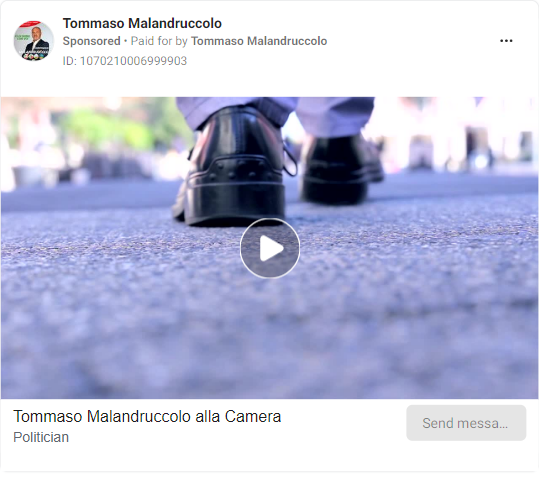 Tommaso Malandruccolo
Sponsored • Paid for by Tommaso Malandruccolo
ID: 1070210006999903
Tommaso Malandruccolo alla Camera
Politician
Send messa...